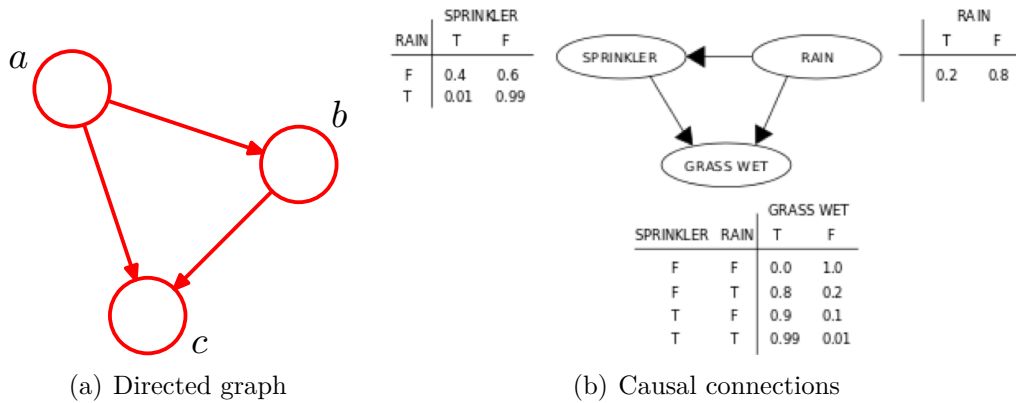 a
b
c
(a) Directed graph
SPRINKLER
RAIN T F
F 0.4 0.6
T 0.01 0.99
SPRINKLER
RAIN
RAIN
T F
0.2 0.8
GRASS WET
GRASS WET
SPRINKLER RAIN T F
F F 0.0 1.0
F T 0.8 0.2
T F 0.9 0.1
T T 0.99 0.01
(b) Causal connections